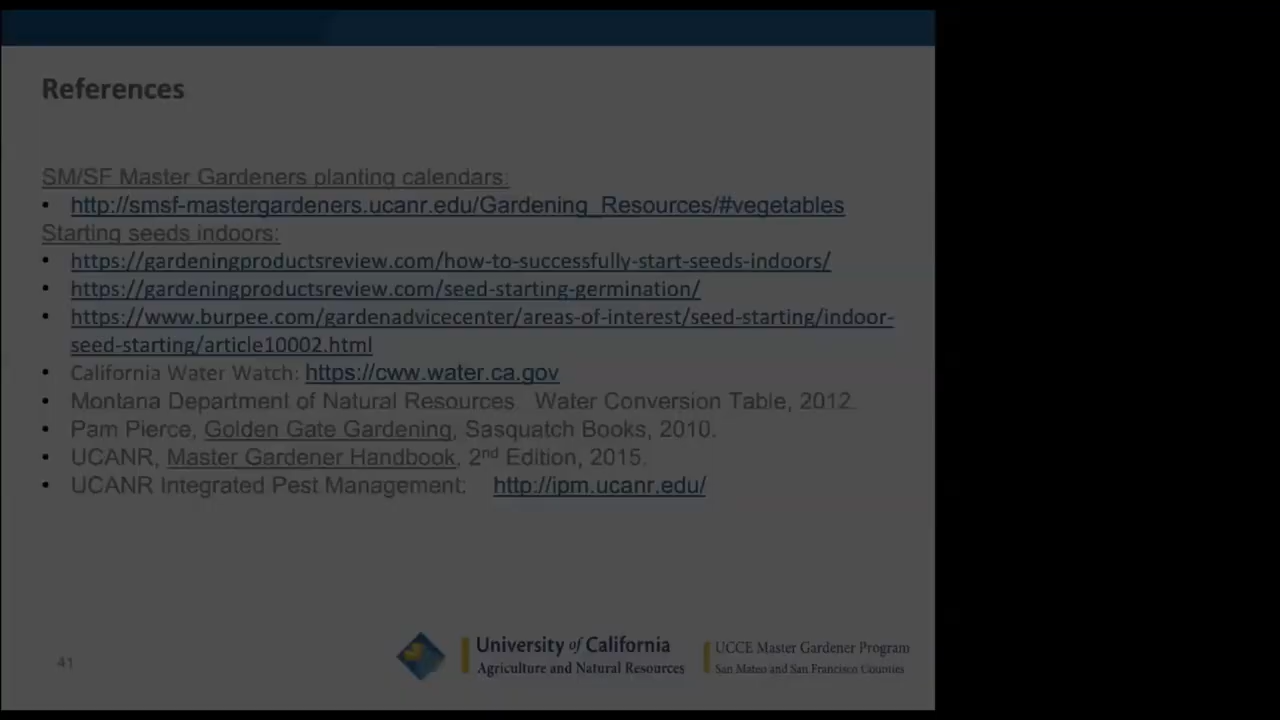 References
SM/SF Master Gardeners planting calendars:
• http://smsf-mastergardeners.ucanr.edu/Gardening_Resources/#vegetables
Starting seeds indoors:
• https://gardeningproductsreview.com/how-to-successfully-start-seeds-indoors/
• https://gardeningproductsreview.com/seed-starting-germination/
• https://www.burpee.com/gardenadvicecenter/areas-of-interest/seed-starting/indoor-
seed-starting/article10002.html
• California Water Watch: https://cww.water.ca.gov
• Montana Department of Natural Resources  Water Conversion Table, 2012.
• Pam Pierce, Golden Gate Gardening, Sasquatch Books, 2010.
• UCANR, Master Gardener Handbook, 2nd Edition, 2015.
• UCANR Integrated Pest Management: http://ipm.ucanr.edu/
41
University of California
Agriculture and Natural Resources
UCCE Master Gardener Program
San Mateo and San Francisco Counties